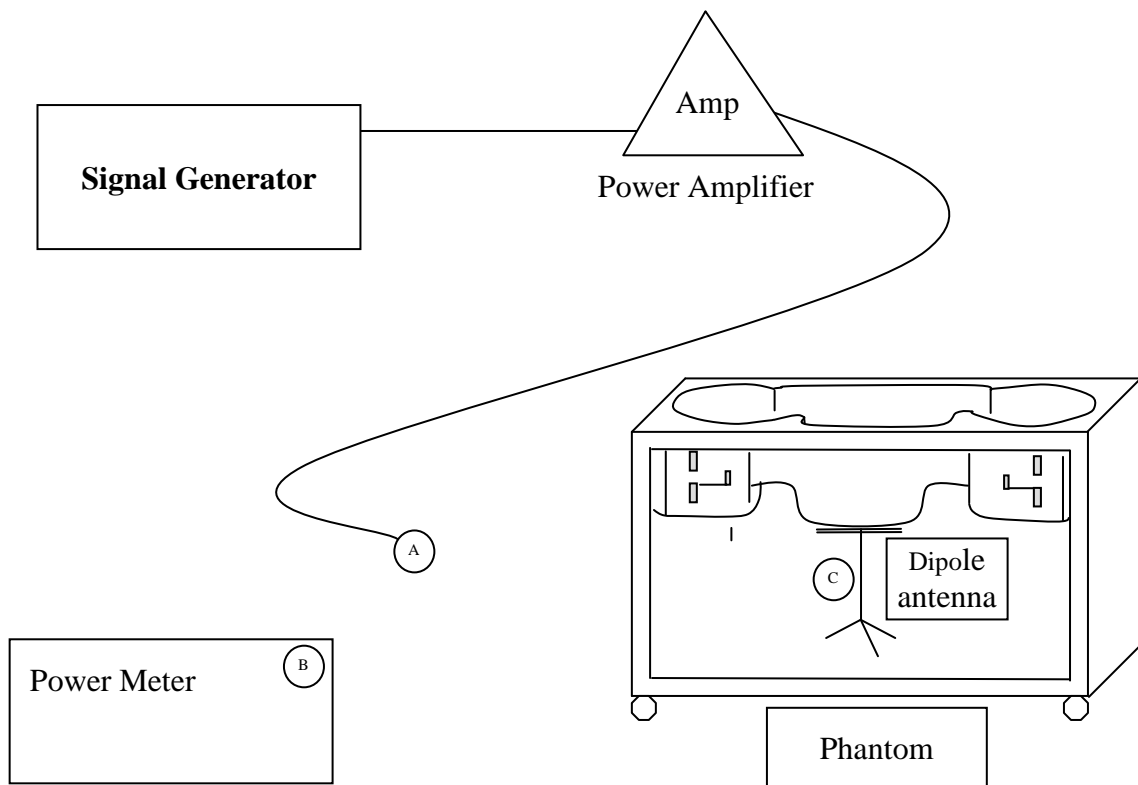 Amp
Signal Generator
Power Amplifier
A
C
Dipole
antenna
B
Power Meter
Phantom